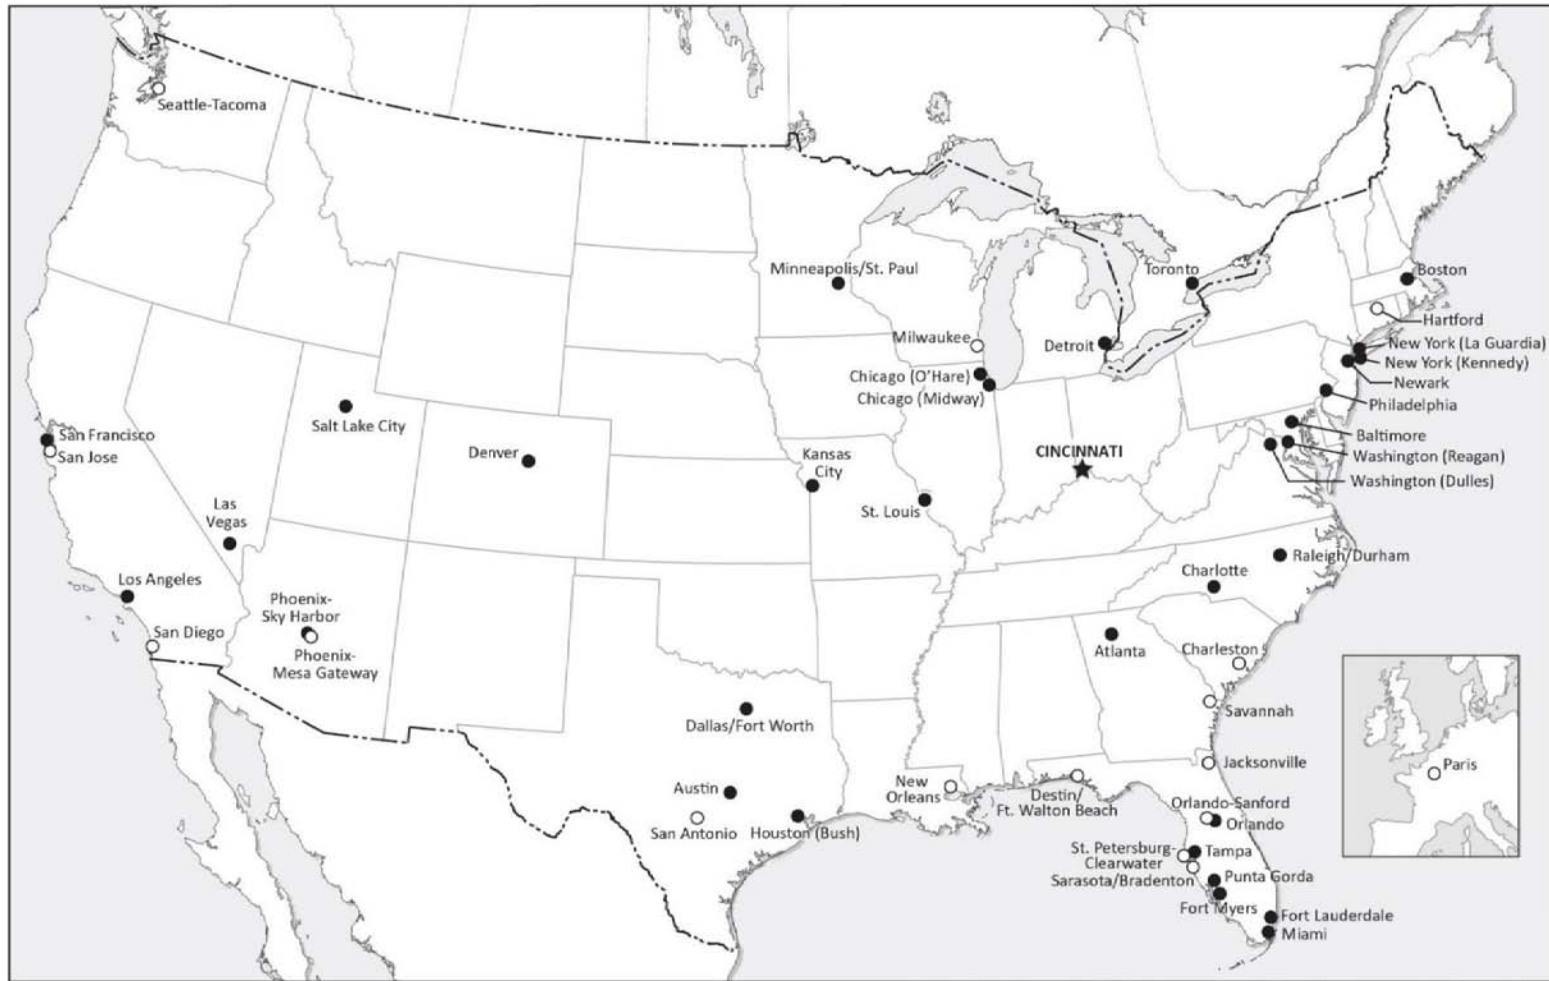 Seattle-Tacoma
Minneapolis/St. Paul
Toronto
Boston
Hartford
Milwaukee
Detroit
New York (La Guardia)
New York (Kennedy)
Newark
Philadelphia
Chicago (O'Hare)
Chicago (Midway)
Salt Lake City
San Francisco
San Jose
Denver
Kansas
City
CINCINNATI
Baltimore
Washington (Reagan)
Washington (Dulles)
St. Louis
Las
Vegas
Los Angeles
Phoenix-
Sky Harbor
San Diego
Phoenix-
Mesa Gateway
Raleigh/Durham
Charlotte
Atlanta
Charleston
Savannah
Dallas/Fort Worth
Jacksonville
Paris
Austin
San Antonio
Houston (Bush)
New
Orleans
Destin/
Ft. Walton Beach
Orlando-Sanford
Orlando
St. Petersburg-
Clearwater
Tampa
Sarasota/Bradenton
Punta Gorda
Fort Myers
Fort Lauderdale
Miami